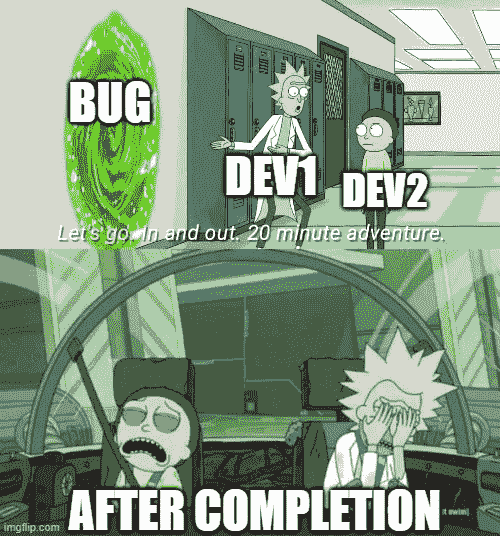 BUG
DEV1
DEV2
Let's go. In and out. 20 minute adventure.
AFTER COMPLETION
imgflip.com